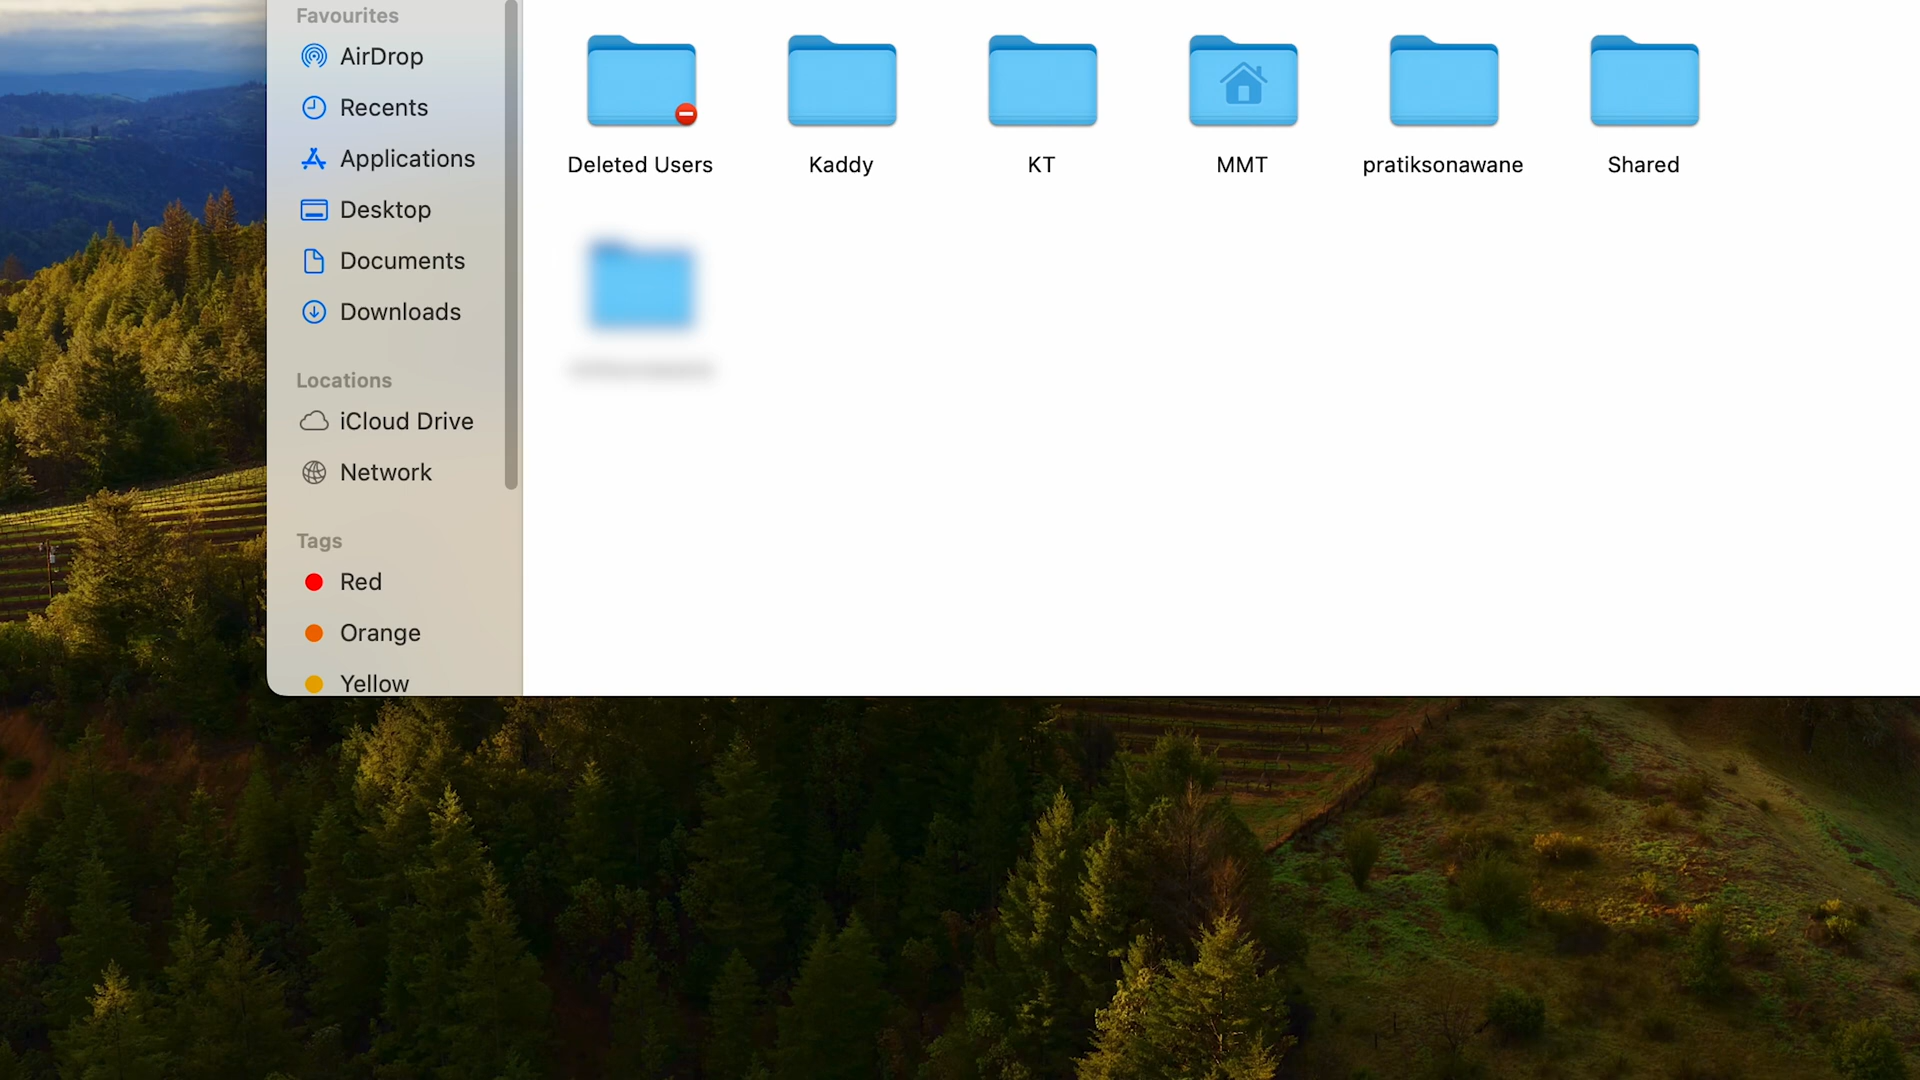 Favourites
AirDrop
Recents
Applications
Desktop
Documents
Downloads
Locations
iCloud Drive
Network
Tags
Red
Orange
Yellow
Deleted Users
Kaddy
KT
MMT
pratiksonawane
Shared